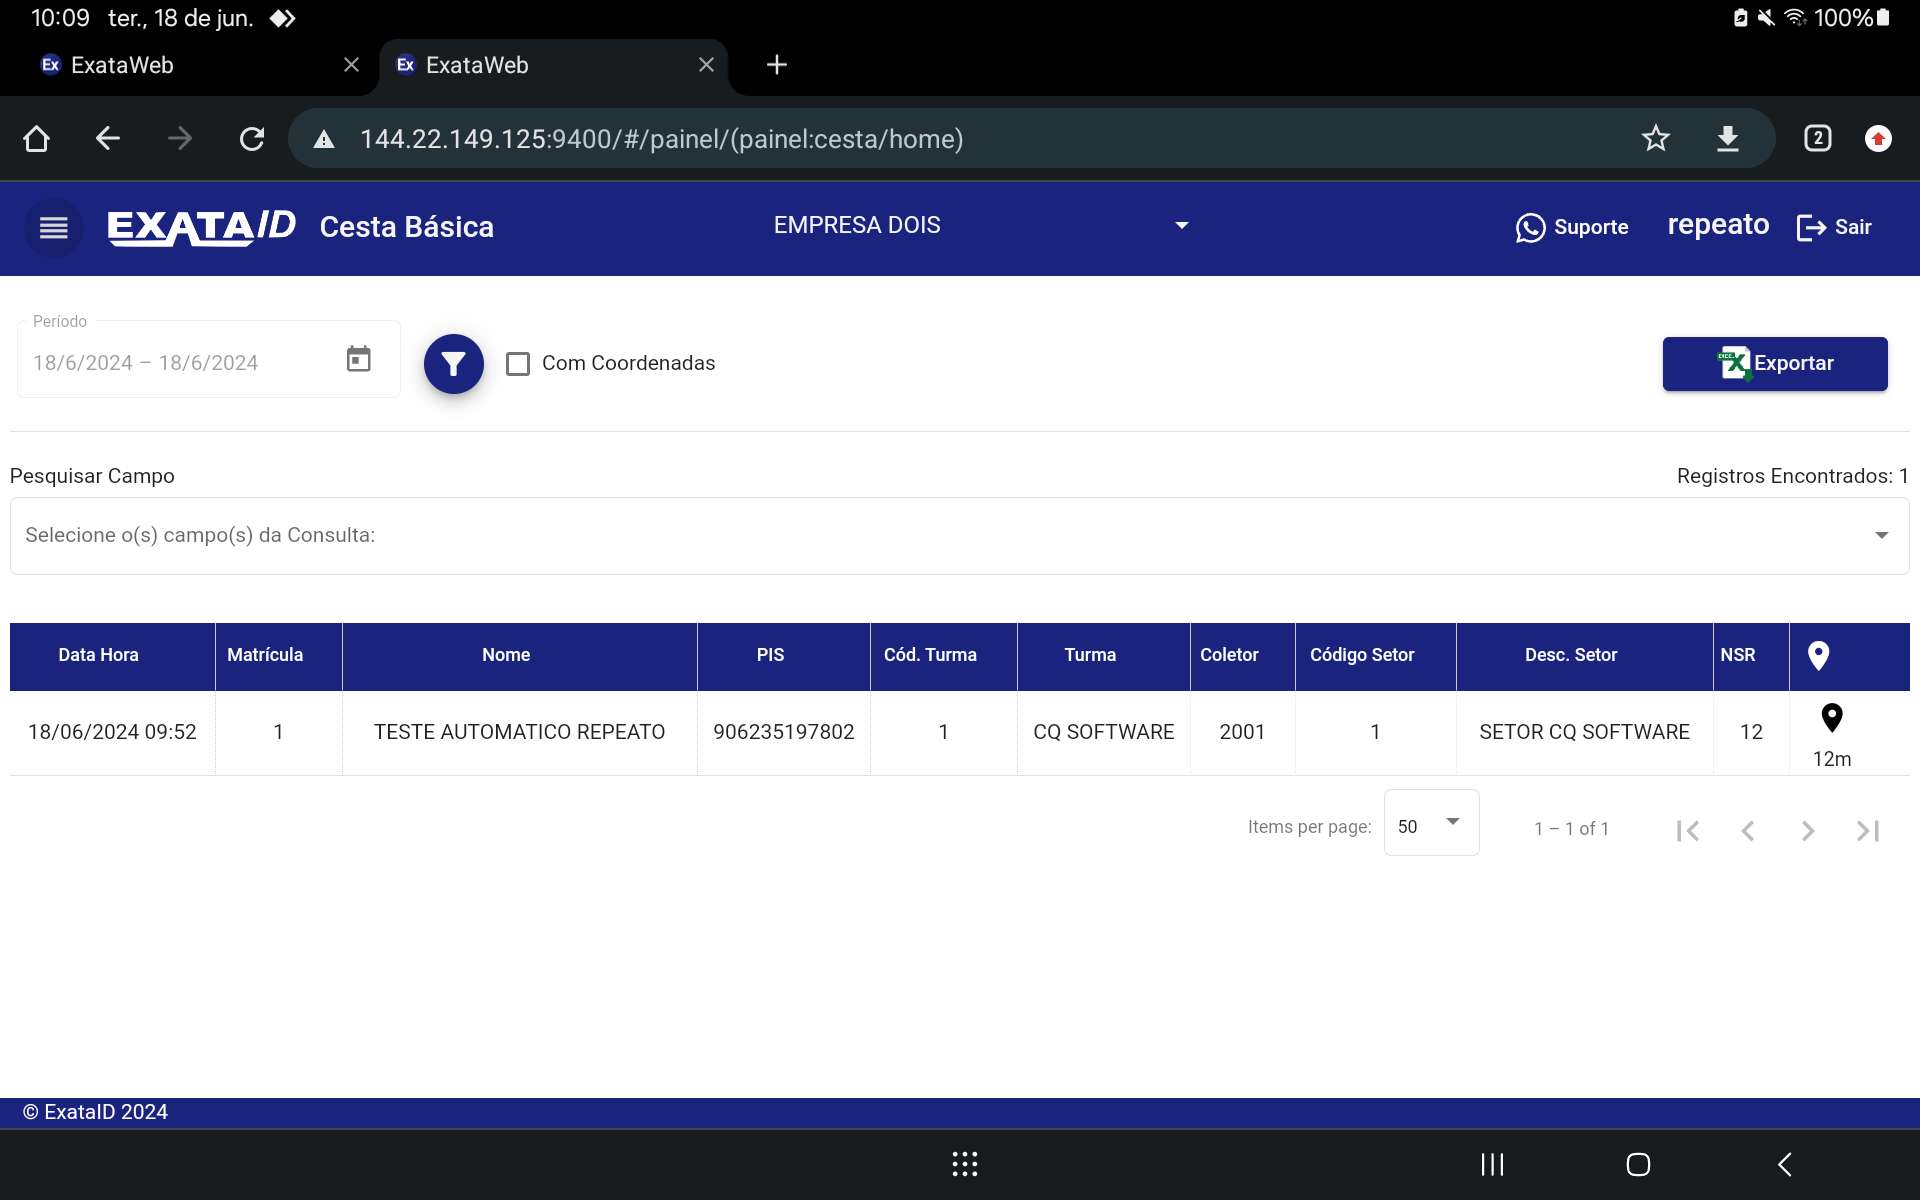 10:09 ter., 18 de jun. 100%
Ex ExataWeb Ex ExataWeb
144.22.149.125:9400/#/painel/(painel:cesta/home) 2
EXATAID Cesta Básica EMPRESA DOIS Suporte repeato Sair
Período
18/6/2024 – 18/6/2024 Com Coordenadas Exportar
Pesquisar Campo Registros Encontrados: 1
Selecione o(s) campo(s) da Consulta:
Data Hora Matrícula Nome PIS Cód. Turma Turma Coletor Código Setor Desc. Setor NSR
18/06/2024 09:52 1 TESTE AUTOMATICO REPEATO 906235197802 1 CQ SOFTWARE 2001 1 SETOR CQ SOFTWARE 12
12m
Items per page: 50 1 – 1 of 1
© ExataID 2024